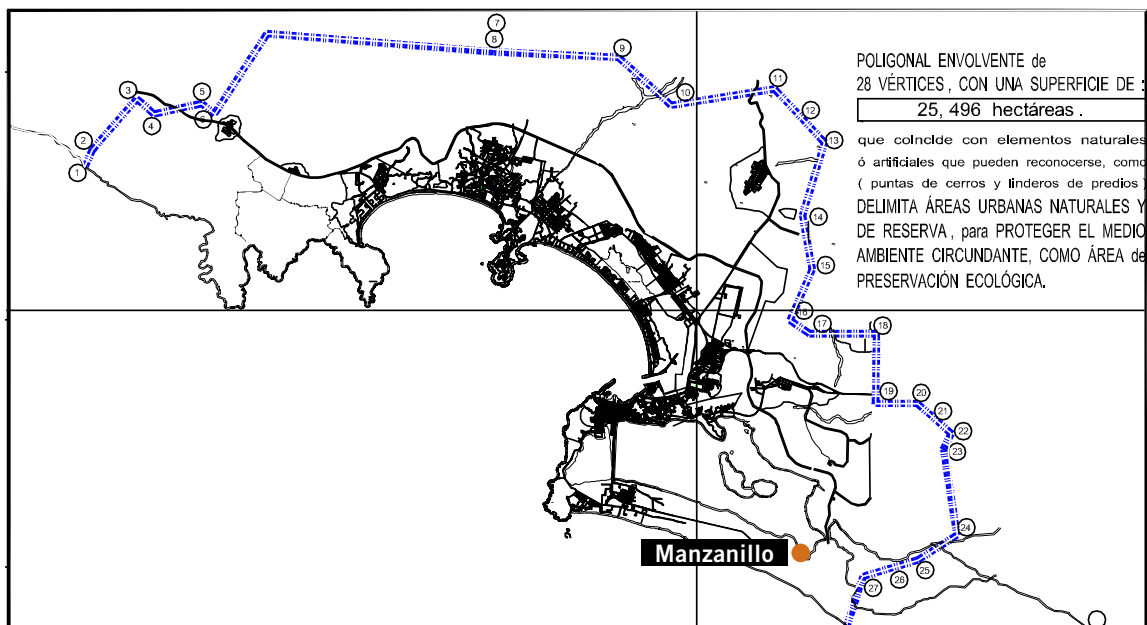 7
8
9
POLIGONAL ENVOLVENTE de
28 VÉRTICES, CON UNA SUPERFICIE DE :
25, 496 hectáreas .
que coincide con elementos naturales
ó artificiales que pueden reconocerse, como
( puntas de cerros y linderos de predios )
DELIMITA ÁREAS URBANAS NATURALES Y
DE RESERVA, para PROTEGER EL MEDIO
AMBIENTE CIRCUNDANTE, COMO ÁREA de
PRESERVACIÓN ECOLÓGICA.
11
3
10
5
6
4
12
13
2
1
14
15
16
17
18
19
20
21
22
23
24
Manzanillo
25
26
27